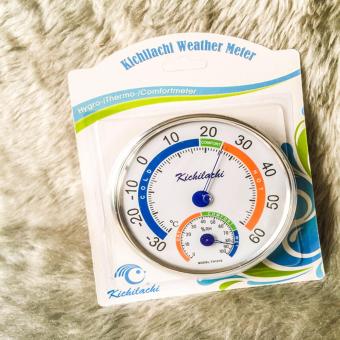 Kichilachi Weather Meter
Hygro-/Thermo-/Comfortmeter
-30 -20 -10 0 10 20 30 40 50 60
COLD COMFORT HOT
Kichilachi
°C
%RH
Kichilachi